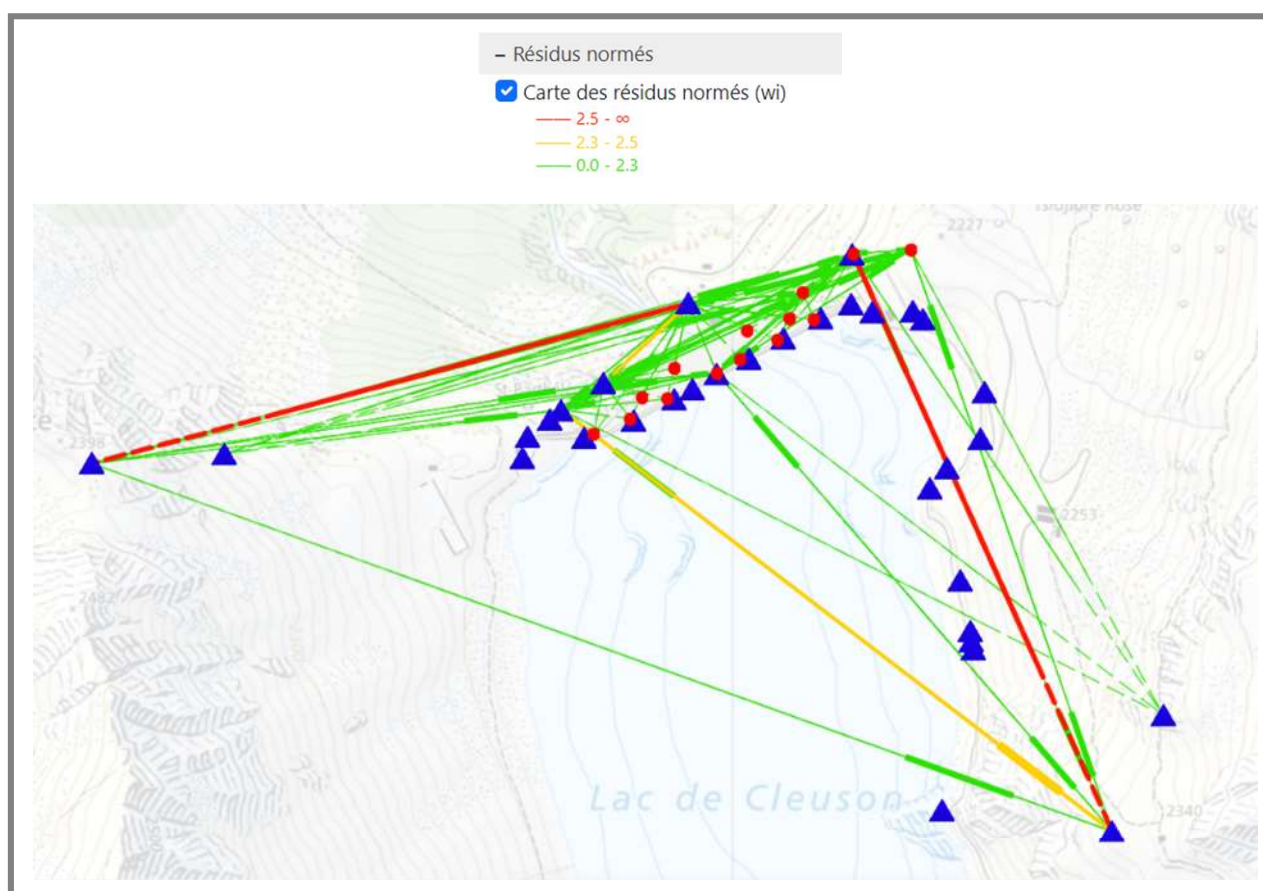 – Résidus normés
Carte des résidus normés (wi)
2.5 - ∞
2.3 - 2.5
0.0 - 2.3
2227
2398
2253
2482
Lac de Cleuson
2340